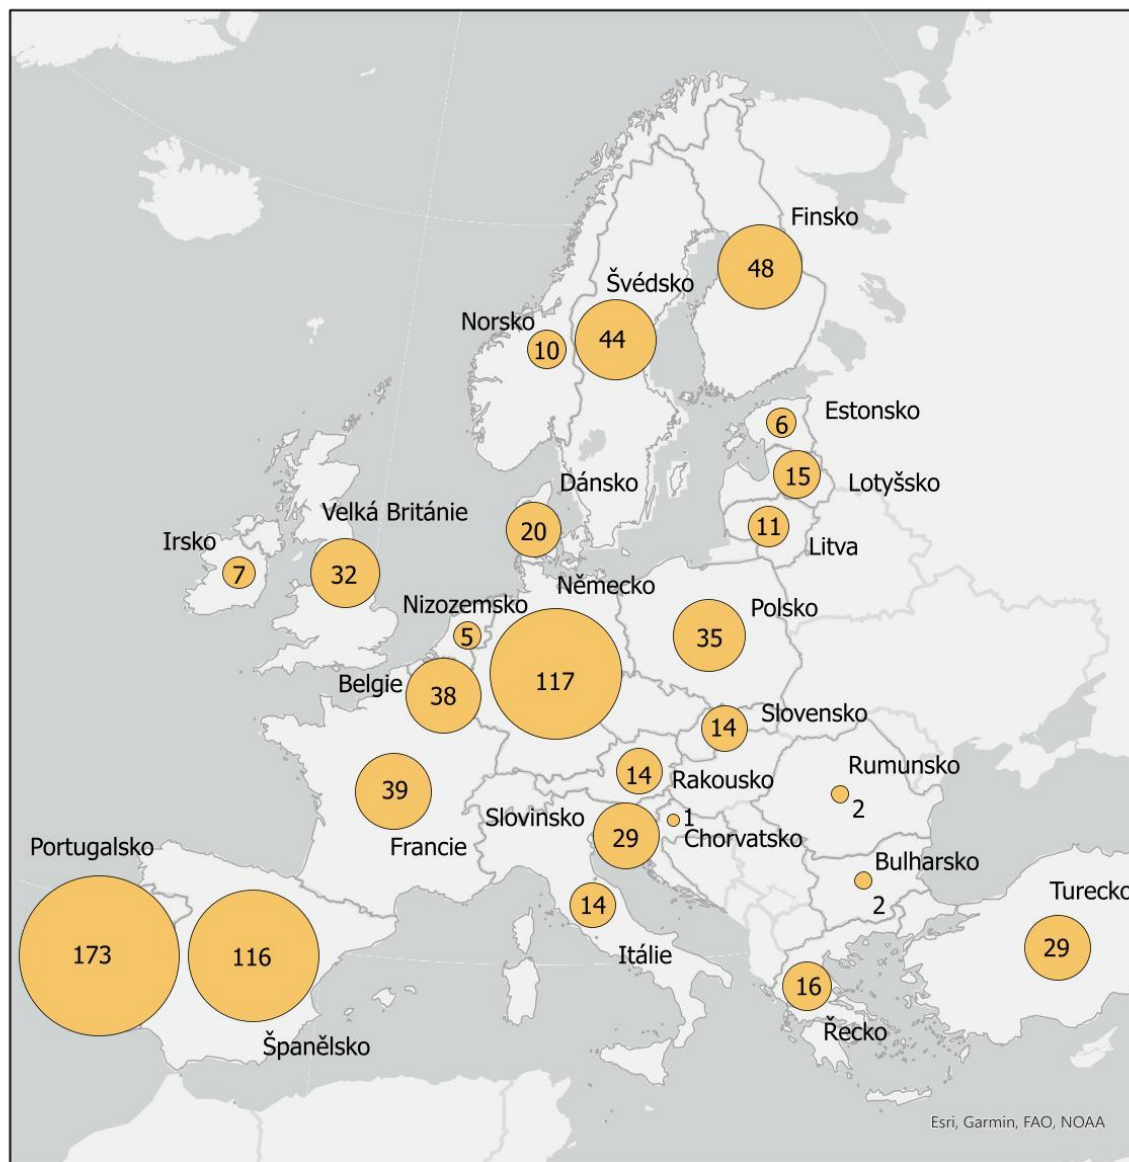 Finsko
48
Švédsko
44
Norsko
10
Estonsko
6
Lotyšsko
15
Litva
11
Dánsko
20
Velká Británie
32
Irsko
7
Nizozemsko
5
Německo
117
Polsko
35
Belgie
38
Slovensko
14
Rakousko
14
Rumunsko
2
Francie
39
Slovinsko
29
Chorvatsko
1
Bulharsko
2
Portugalsko
173
Španělsko
116
Itálie
14
Turecko
29
Řecko
16
Esri, Garmin, FAO, NOAA